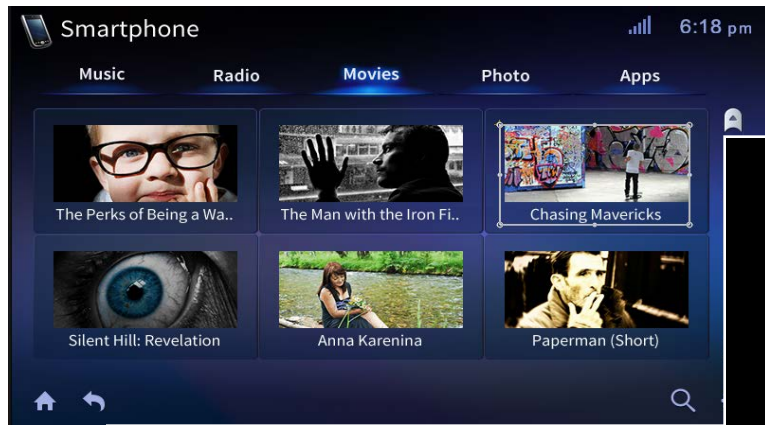 Smartphone
6:18 pm
Music Radio Movies Photo Apps
The Perks of Being a Wa..
The Man with the Iron Fi..
Chasing Mavericks
Silent Hill: Revelation
Anna Karenina
Paperman (Short)